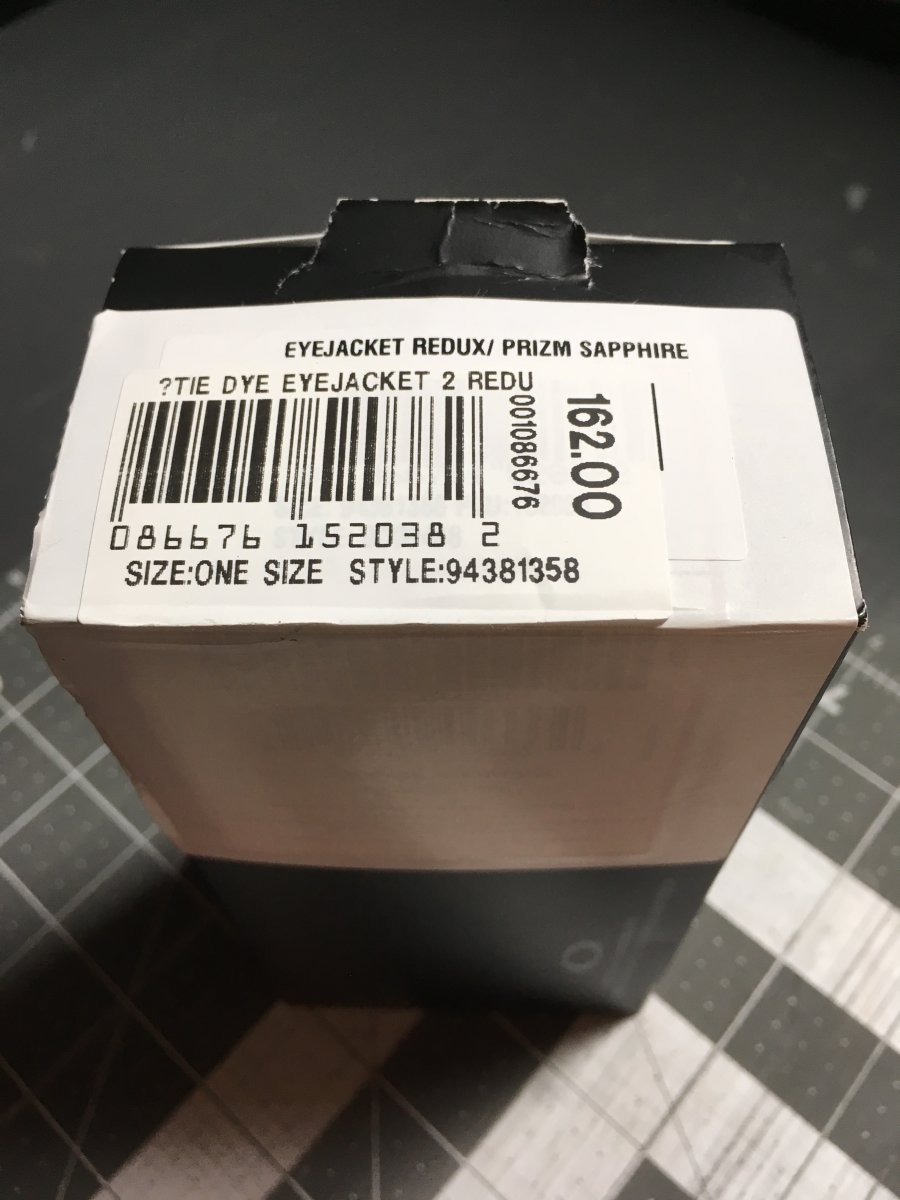 EYEJACKET REDUX/ PRIZM SAPPHIRE
?TIE DYE EYEJACKET 2 REDU
001086676
162.00
086676 152038 2
SIZE:ONE SIZE STYLE:94381358